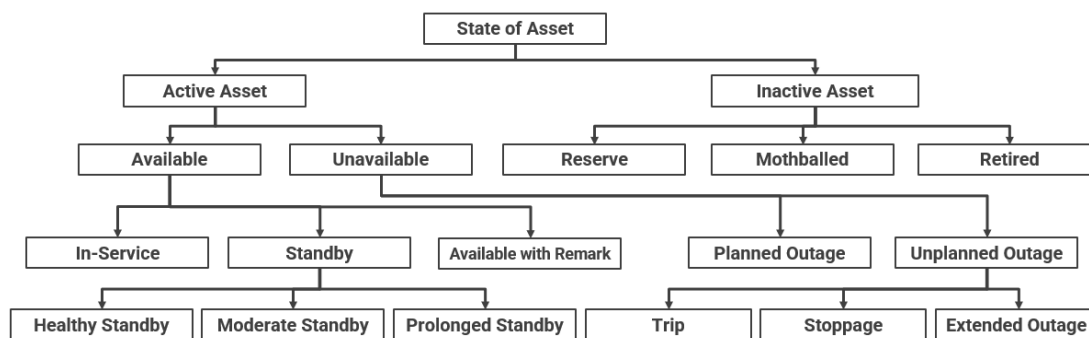 State of Asset
Active Asset
Inactive Asset
Available
Unavailable
Reserve
Mothballed
Retired
In-Service
Standby
Available with Remark
Planned Outage
Unplanned Outage
Healthy Standby
Moderate Standby
Prolonged Standby
Trip
Stoppage
Extended Outage